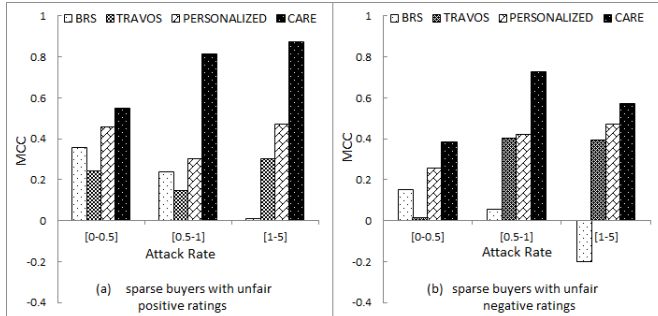 BRS TRAVOS PERSONALIZED CARE
1
0.8
0.6
0.4
0.2
0
-0.2
-0.4
MCC
[0-0.5] [0.5-1] [1-5]
Attack Rate
(a) sparse buyers with unfair
positive ratings
BRS TRAVOS PERSONALIZED CARE
1
0.8
0.6
0.4
0.2
0
-0.2
-0.4
MCC
[0-0.5] [0.5-1] [1-5]
Attack Rate
(b) sparse buyers with unfair
negative ratings